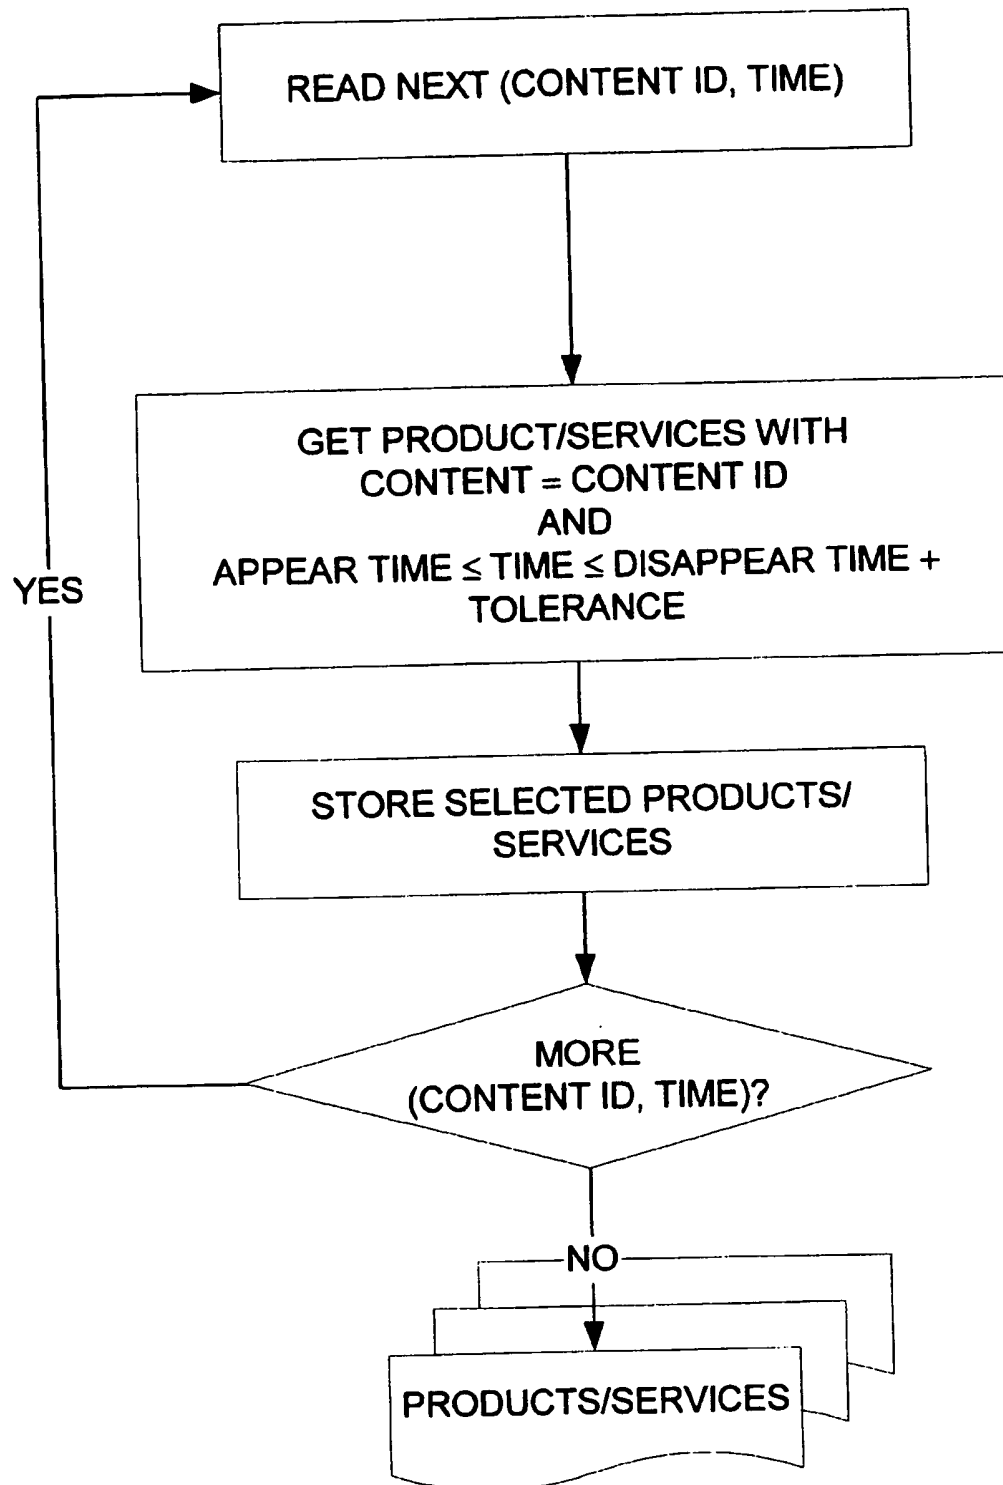 READ NEXT (CONTENT ID, TIME)
GET PRODUCT/SERVICES WITH
CONTENT = CONTENT ID
AND
APPEAR TIME ≤ TIME ≤ DISAPPEAR TIME +
TOLERANCE
YES
STORE SELECTED PRODUCTS/
SERVICES
MORE
(CONTENT ID, TIME)?
NO
PRODUCTS/SERVICES